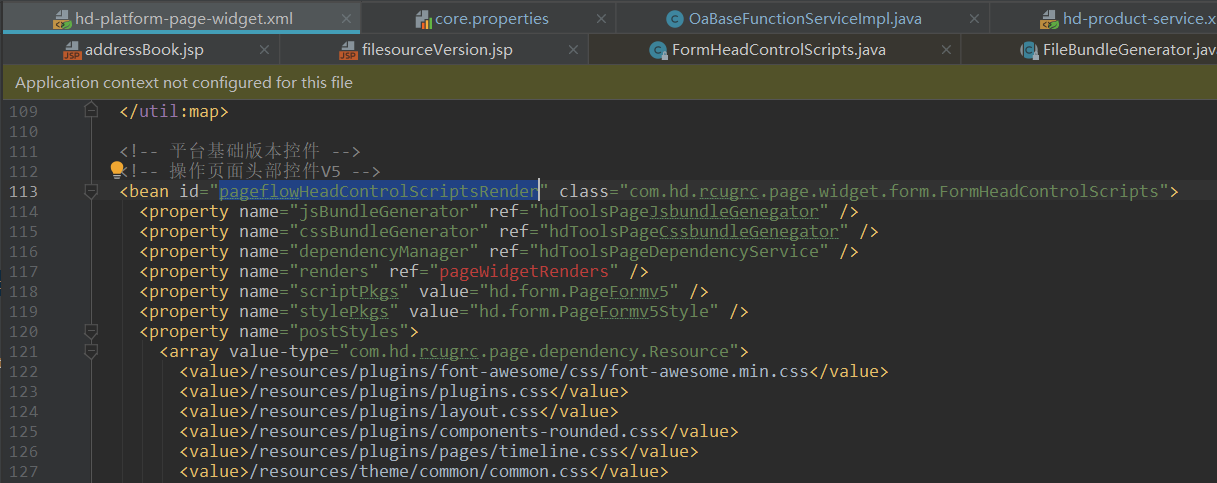 hd-platform-page-widget.xml core.properties OaBaseFunctionServiceImpl.java hd-product-service.x
addressBook.jsp filesourceVersion.jsp FormHeadControlScripts.java FileBundleGenerator.java
Application context not configured for this file
109 </util:map>
110
111 <!-- 平台基础版本控件 -->
112 <!-- 操作页面头部控件V5 -->
113 <bean id="pageflowHeadControlScriptsRender" class="com.hd.rcugrc.page.widget.form.FormHeadControlScripts">
114 <property name="jsBundleGenerator" ref="hdToolsPageJsbundleGenegator" />
115 <property name="cssBundleGenerator" ref="hdToolsPageCssbundleGenegator" />
116 <property name="dependencyManager" ref="hdToolsPageDependencyService" />
117 <property name="renders" ref="pageWidgetRenders" />
118 <property name="scriptPkgs" value="hd.form.PageFormv5" />
119 <property name="stylePkgs" value="hd.form.PageFormv5Style" />
120 <property name="postStyles">
121 <array value-type="com.hd.rcugrc.page.dependency.Resource">
122 <value>/resources/plugins/font-awesome/css/font-awesome.min.css</value>
123 <value>/resources/plugins/plugins.css</value>
124 <value>/resources/plugins/layout.css</value>
125 <value>/resources/plugins/components-rounded.css</value>
126 <value>/resources/plugins/pages/timeline.css</value>
127 <value>/resources/theme/common/common.css</value>